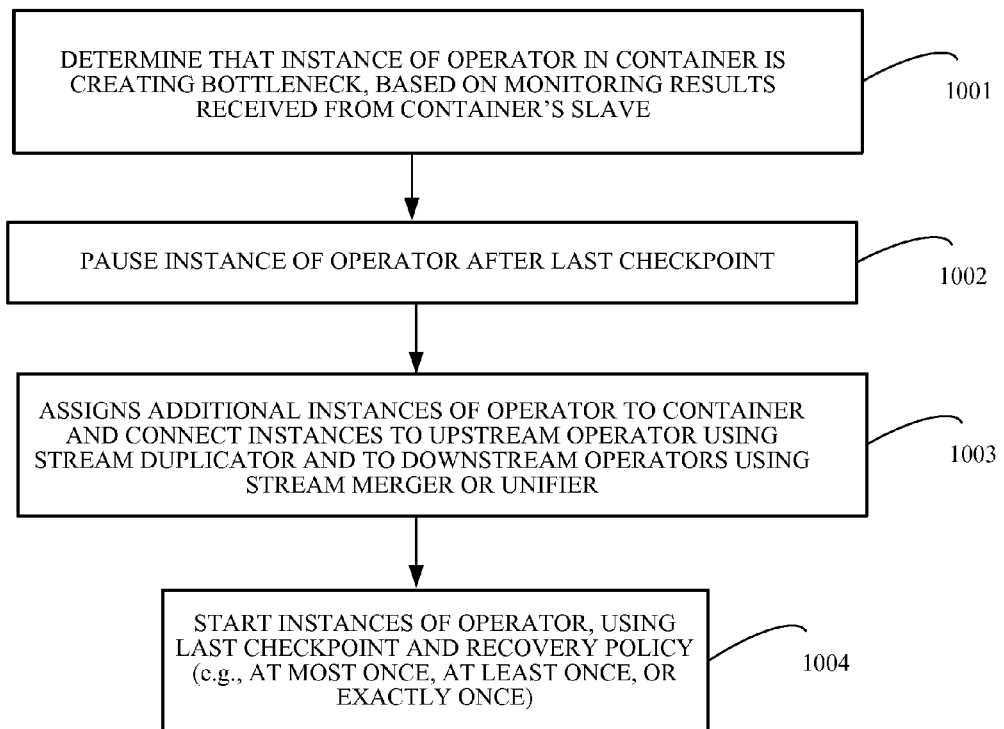 DETERMINE THAT INSTANCE OF OPERATOR IN CONTAINER IS
CREATING BOTTLENECK, BASED ON MONITORING RESULTS
RECEIVED FROM CONTAINER'S SLAVE
1001
PAUSE INSTANCE OF OPERATOR AFTER LAST CHECKPOINT
1002
ASSIGNS ADDITIONAL INSTANCES OF OPERATOR TO CONTAINER
AND CONNECT INSTANCES TO UPSTREAM OPERATOR USING
STREAM DUPLICATOR AND TO DOWNSTREAM OPERATORS USING
STREAM MERGER OR UNIFIER
1003
START INSTANCES OF OPERATOR, USING
LAST CHECKPOINT AND RECOVERY POLICY
(e.g., AT MOST ONCE, AT LEAST ONCE, OR
EXACTLY ONCE)
1004